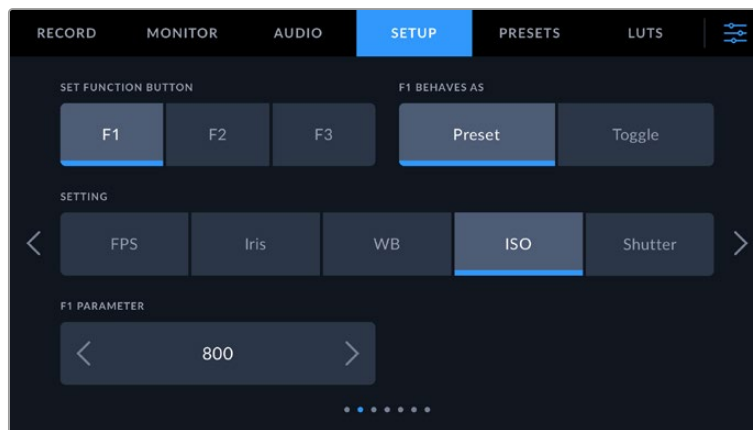 RECORD MONITOR AUDIO SETUP PRESETS LUTS
SET FUNCTION BUTTON F1 BEHAVES AS
F1 F2 F3 Preset Toggle
SETTING
FPS Iris WB ISO Shutter
F1 PARAMETER
800